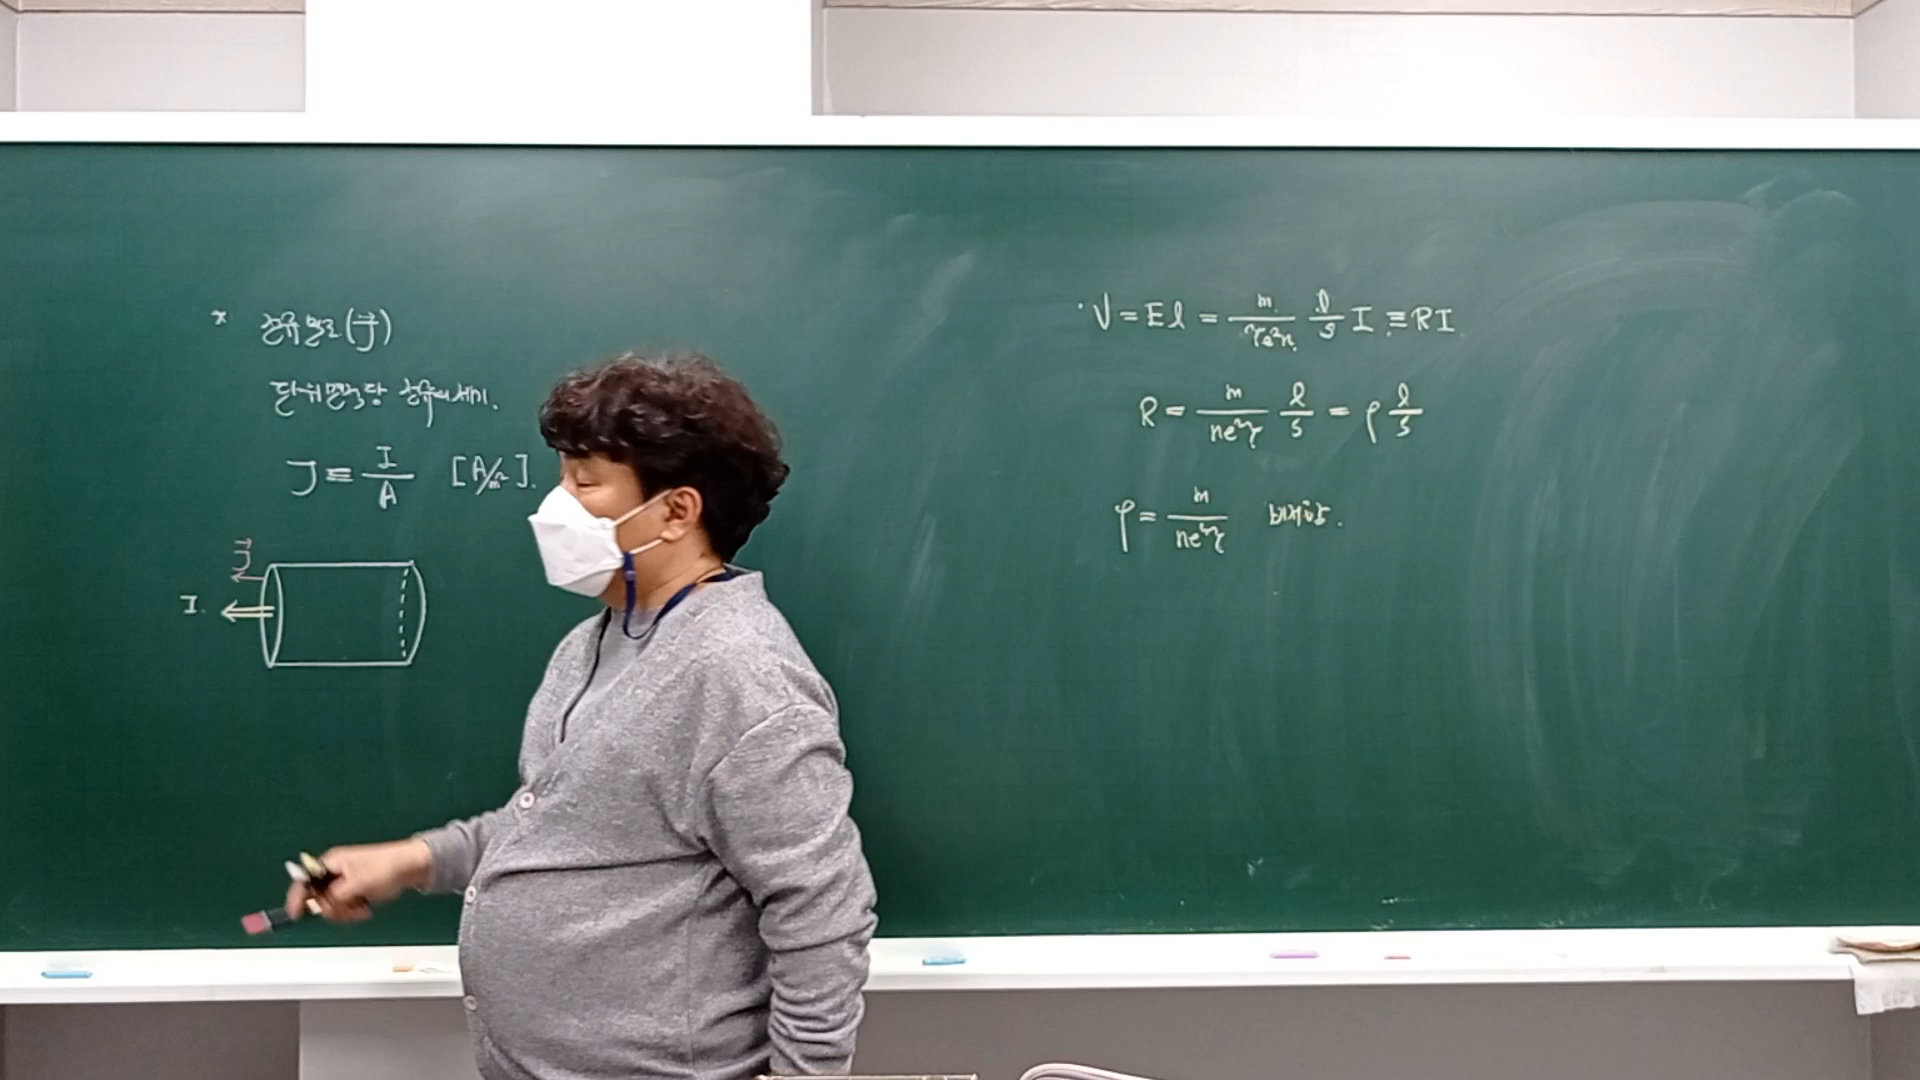 * 전류밀도 (J⃗)
단위면적당 전류의 세기.
J ≡ I/A [A/m²].
J⃗
I.
· V = El = m/(τe²n) l/S I ≡ RI
R = m/(ne²τ) l/S = ρ l/S
ρ = m/(ne²τ) 비저항.